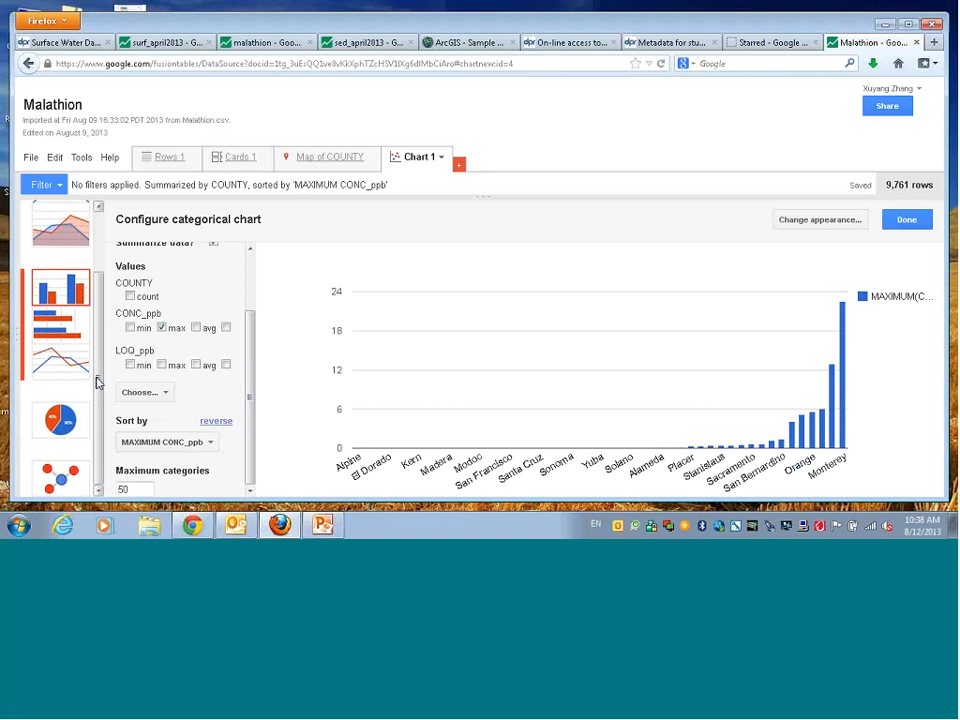 Firefox
Surface Water Da...
surf_april2013 - G...
malathion - Goo...
sed_april2013 - G...
ArcGIS - Sample ...
On-line access to...
Metadata for stu...
Starred - Google ...
Malathion - Goo...
https://www.google.com/fusiontables/DataSource?docid=1tg_3uEsQQ1ve8vKkXphTZcHSV1IXg6dIMbCiAro#chartnew:id=4
Google
Malathion
Xuyang Zhang
Share
Imported at Fri Aug 09 16:33:02 PDT 2013 from Malathion.csv.
Edited on August 9, 2013
File Edit Tools Help
Rows 1
Cards 1
Map of COUNTY
Chart 1
+
Filter
No filters applied. Summarized by COUNTY, sorted by 'MAXIMUM CONC_ppb'
Saved
9,761 rows
Configure categorical chart
Change appearance...
Done
Summarize data?
Values
COUNTY
count
CONC_ppb
min max avg
LOQ_ppb
min max avg
Choose...
Sort by reverse
MAXIMUM CONC_ppb
Maximum categories
50
24
18
12
6
0
MAXIMUM(C...
Alpine
El Dorado
Kern
Madera
Modoc
San Francisco
Santa Cruz
Sonoma
Yuba
Solano
Alameda
Placer
Stanislaus
Sacramento
San Bernardino
Orange
Monterey
EN
10:38 AM
8/12/2013